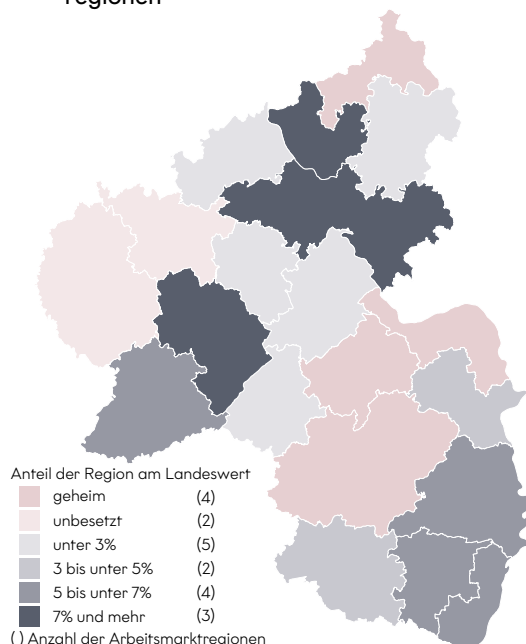 regionen
Anteil der Region am Landeswert
geheim (4)
unbesetzt (2)
unter 3% (5)
3 bis unter 5% (2)
5 bis unter 7% (4)
7% und mehr (3)
( ) Anzahl der Arbeitsmarktregionen